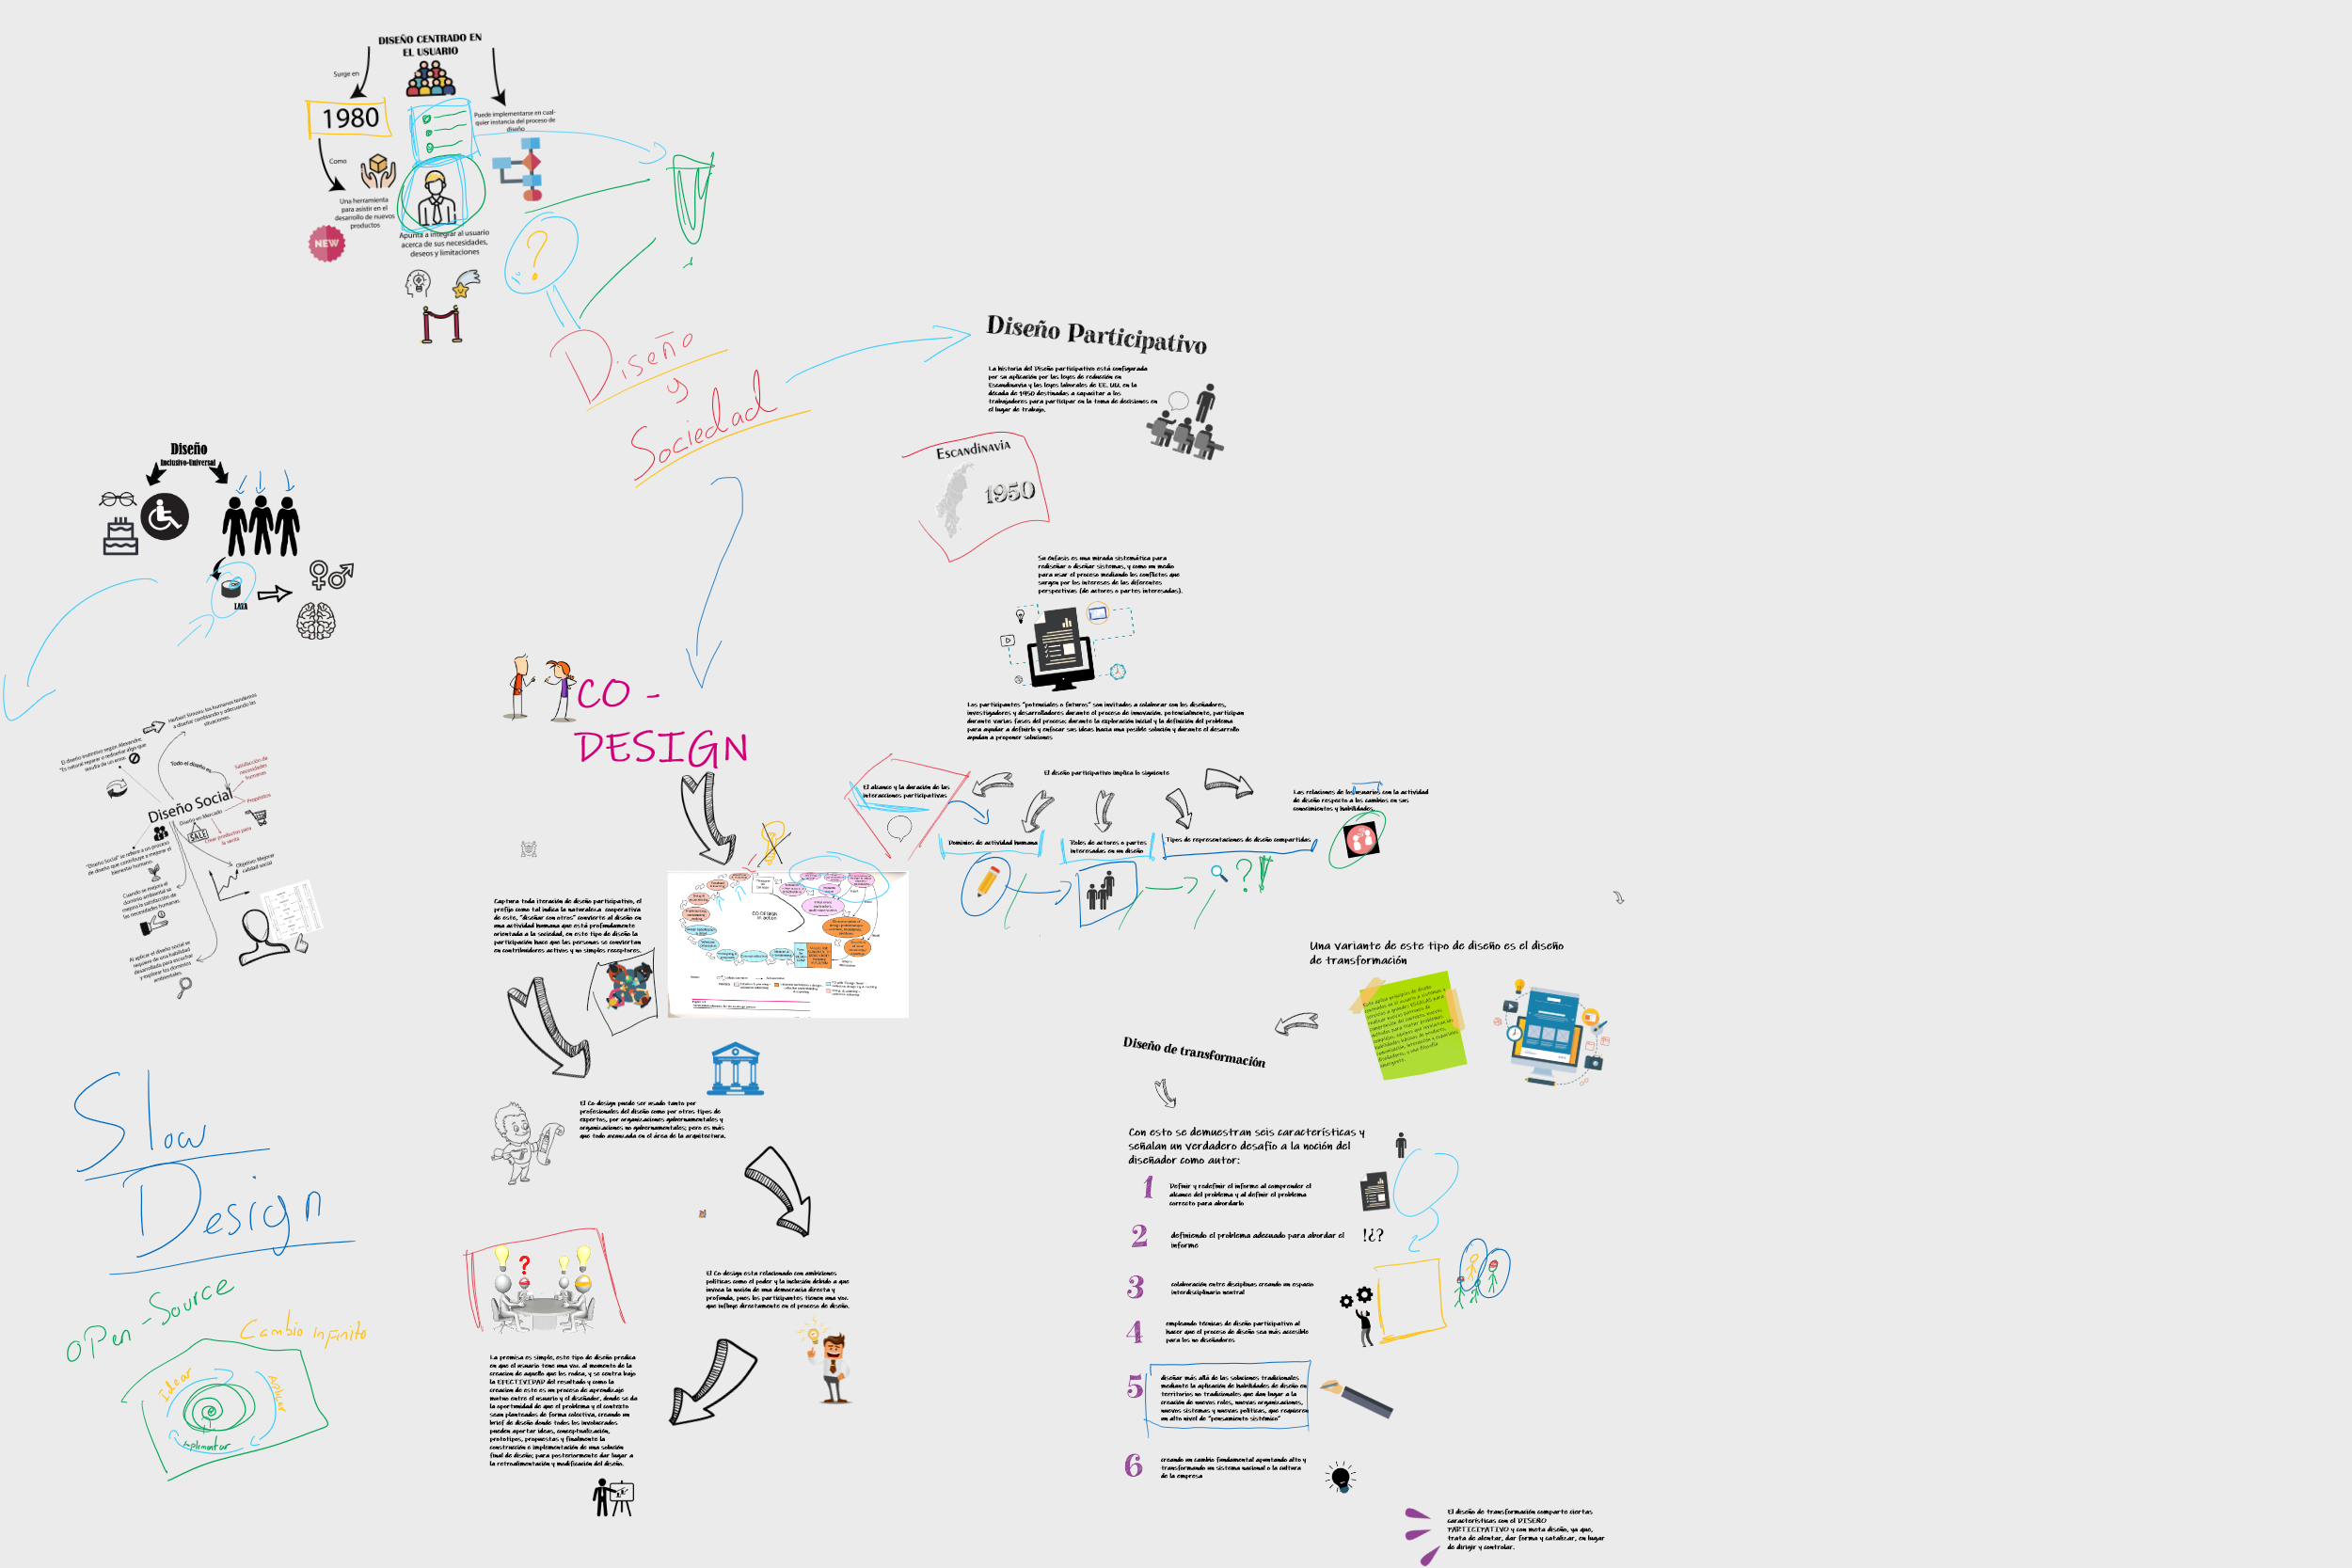 DISEÑO CENTRADO EN
EL USUARIO
Surge en
1980
Puede implementarse en cual-
quier instancia del proceso de
diseño
Como
Una herramienta
para asistir en el
desarrollo de nuevos
productos
NEW
Apunta a integrar al usuario
acerca de sus necesidades,
deseos y limitaciones
?
Diseño
y
Sociedad
Diseño Participativo
La historia del Diseño participativo está configurada
por su aplicación por las leyes de reducción en
Escandinavia y las leyes laborales de EE. UU. en la
década de 1950 destinadas a capacitar a los
trabajadores para participar en la toma de decisiones en
el lugar de trabajo.
Escandinavia
1950
Su énfasis es una mirada sistemática para
rediseñar o diseñar sistemas, y como un medio
para usar el proceso mediando los conflictos que
surgen por los intereses de las diferentes
perspectivas (de actores o partes interesadas).
Los participantes "potenciales o futuros" son invitados a colaborar con los diseñadores,
investigadores y desarrolladores durante el proceso de innovación, potencialmente, participan
durante varias fases del proceso: durante la exploración inicial y la definición del problema
para ayudar a definirlo y enfocar sus ideas hacia una posible solución y durante el desarrollo
ayudan a proponer soluciones
El diseño participativo implica lo siguiente
El alcance y la duración de las
interacciones participativas
Dominios de actividad humana
Roles de actores o partes
interesadas en un diseño
Tipos de representaciones de diseño compartidas
Las relaciones de los usuarios con la actividad
de diseño respecto a los cambios en sus
conocimientos y habilidades.
?
Diseño
Inclusivo-Universal
LATA
Herbert Simons: los humanos tendemos
a diseñar cambiando y adecuando las
situaciones
El diseño instintivo según Alexandre:
"Es natural reparar o rediseñar algo que
resulta de un error.
Todo el diseño es
Satisfacción de
necesidades
humanas
Propósitos
Diseño Social
Diseño en Mercado
SALE
Crear productos para
la venta
"Diseño Social" se refiere a un proceso
de diseño que contribuye a mejorar el
bienestar humano.
Objetivo: Mejorar
calidad social
Cuando se mejora el
dominio ambiental se
mejora la satisfacción de
las necesidades humanas.
Al aplicar el diseño social se
requiere de una habilidad
desarrollada para escuchar
y explorar los dominios
ambientales.
CO -
DESIGN
CO-DESIGN
in action
Captura toda iteración de diseño participativo, el
prefijo como tal indica la naturaleza cooperativa
de este, "diseñar con otros" convierte al diseño en
una actividad humana que está profundamente
orientada a la sociedad, en este tipo de diseño la
participación hace que las personas se conviertan
en contribuidores activos y no simples receptores.
El Co-design puede ser usado tanto por
profesionales del diseño como por otros tipos de
expertos, por organizaciones gubernamentales y
organizaciones no gubernamentales; pero es más
que todo avanzada en el área de la arquitectura.
El Co-design esta relacionado con ambiciones
políticas como el poder y la inclusión debido a que
invoca la noción de una democracia directa y
profunda, pues los participantes tienen una voz
que influye directamente en el proceso de diseño.
?
La premisa es simple, este tipo de diseño predica
en que el usuario tene una voz al momento de la
creacion de aquello que los rodea, y se centra bajo
la EFECTIVIDAD del resultado y como la
creacion de este es un proceso de aprendizaje
mutuo entre el usuario y el diseñador, donde se da
la oportunidad de que el problema y el contexto
sean planteados de forma colectiva, creando un
brief de diseño donde todos los involucrados
pueden aportar ideas, conceptualización,
prototipos, propuestas y finalmente la
construcción e implementación de una solución
final de diseño; para posteriormente dar lugar a
la retroalimentación y modificación del diseño.
Una variante de este tipo de diseño es el diseño
de transformación
Diseño de transformación
Con esto se demuestran seis características y
señalan un verdadero desafío a la noción del
diseñador como autor:
1
Definir y redefinir el informe al comprender el
alcance del problema y al definir el problema
correcto para abordarlo
2
definiendo el problema adecuado para abordar el
informe
!¿?
3
colaboración entre disciplinas creando un espacio
interdisciplinario neutral
4
empleando técnicas de diseño participativo al
hacer que el proceso de diseño sea más accesible
para los no diseñadores
5
diseñar más allá de las soluciones tradicionales
mediante la aplicación de habilidades de diseño en
territorios no tradicionales que dan lugar a la
creación de nuevos roles, nuevas organizaciones,
nuevos sistemas y nuevas políticas, que requieren
un alto nivel de "pensamiento sistémico"
6
creando un cambio fundamental apuntando alto y
transformando un sistema nacional o la cultura
de la empresa
El diseño de transformación comparte ciertas
características con el DISEÑO
PARTICIPATIVO y con meta diseño, ya que,
trata de alentar, dar forma y catalizar, en lugar
de dirigir y controlar.
Slow
Design
oPen-Source
Cambio Infinito
Idear
Aplicar
Implementar